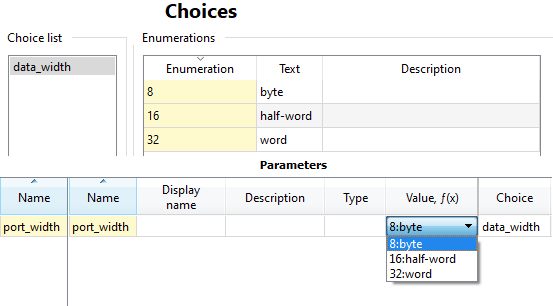 Choices
Choice list
Enumerations
data_width
Enumeration Text Description
8 byte
16 half-word
32 word
Parameters
Name Name Display name Description Type Value, f(x) Choice
port_width port_width 8:byte data_width
8:byte
16:half-word
32:word